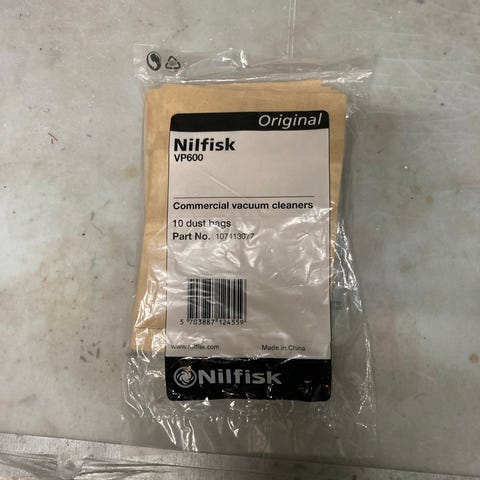 Original
Nilfisk
VP600
Commercial vacuum cleaners
10 dust bags
Part No. 107413077
5 703887 124559
www.nilfisk.com Made in China
Nilfisk